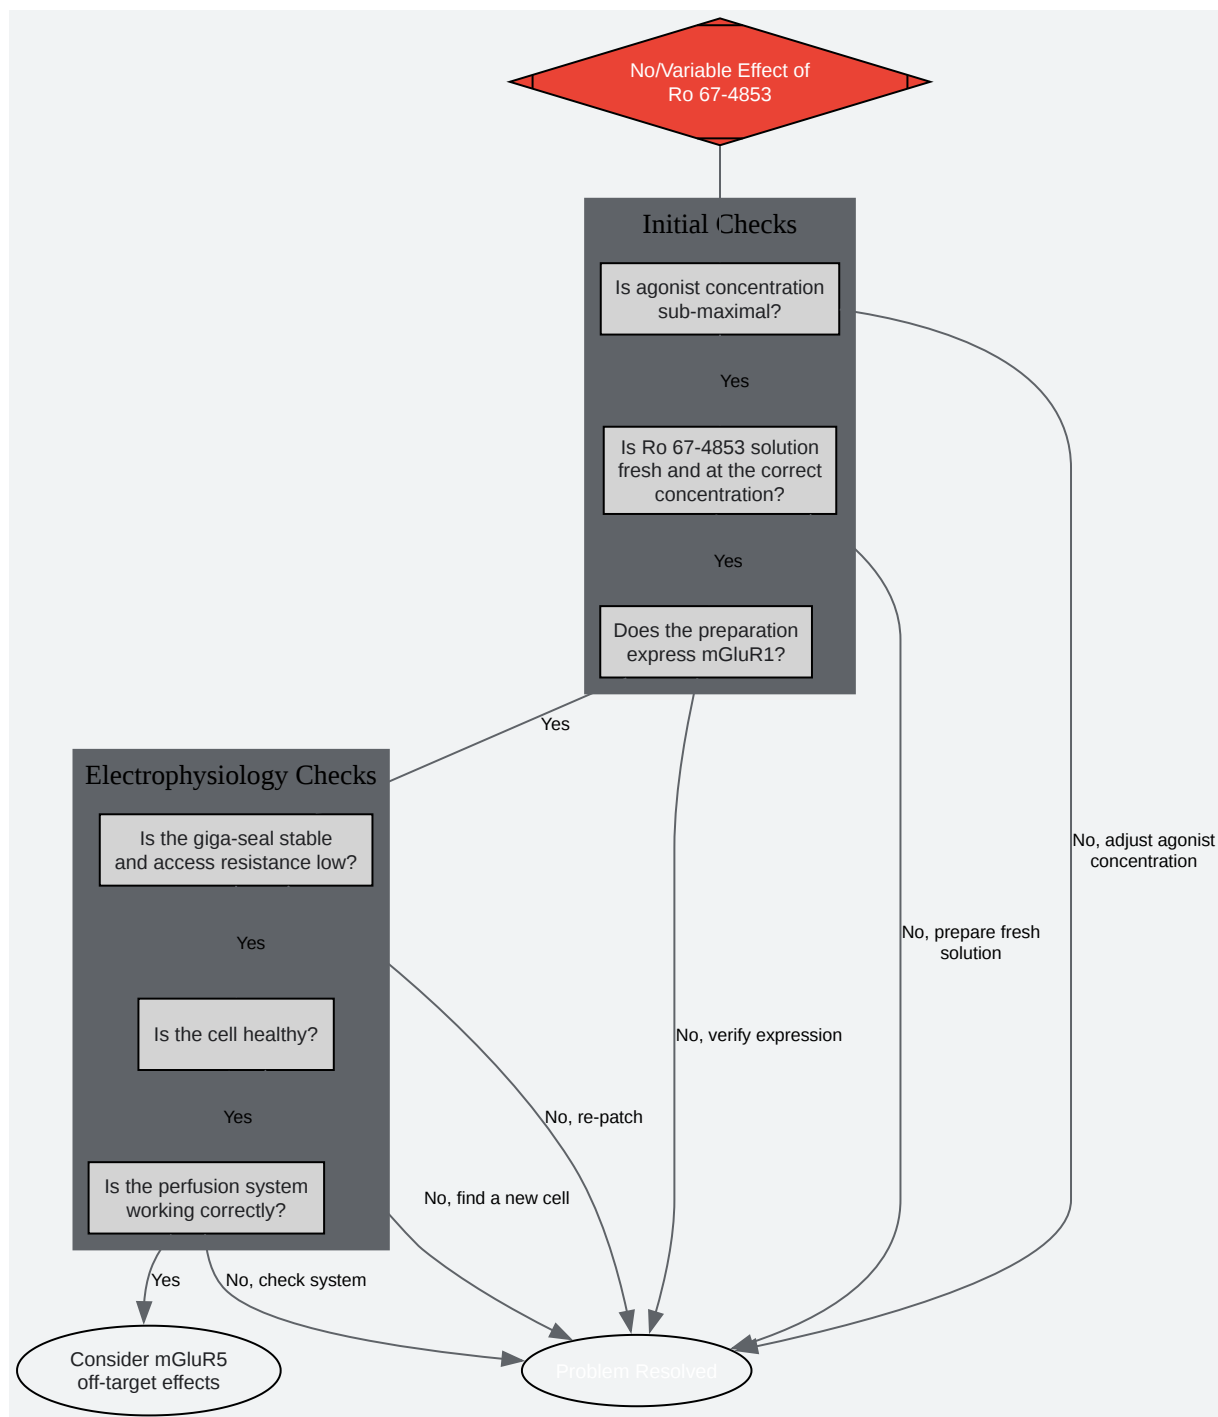 No/Variable Effect of
Ro 67-4853
Initial Checks
Is agonist concentration
sub-maximal?
Yes
Is Ro 67-4853 solution
fresh and at the correct
concentration?
Yes
Does the preparation
express mGluR1?
Yes
Electrophysiology Checks
Is the giga-seal stable
and access resistance low?
No, adjust agonist
concentration
Yes
No, prepare fresh
solution
Is the cell healthy?
No, verify expression
Yes
No, re-patch
Is the perfusion system
working correctly?
No, find a new cell
Yes
No, check system
Consider mGluR5
off-target effects
Problem Resolved